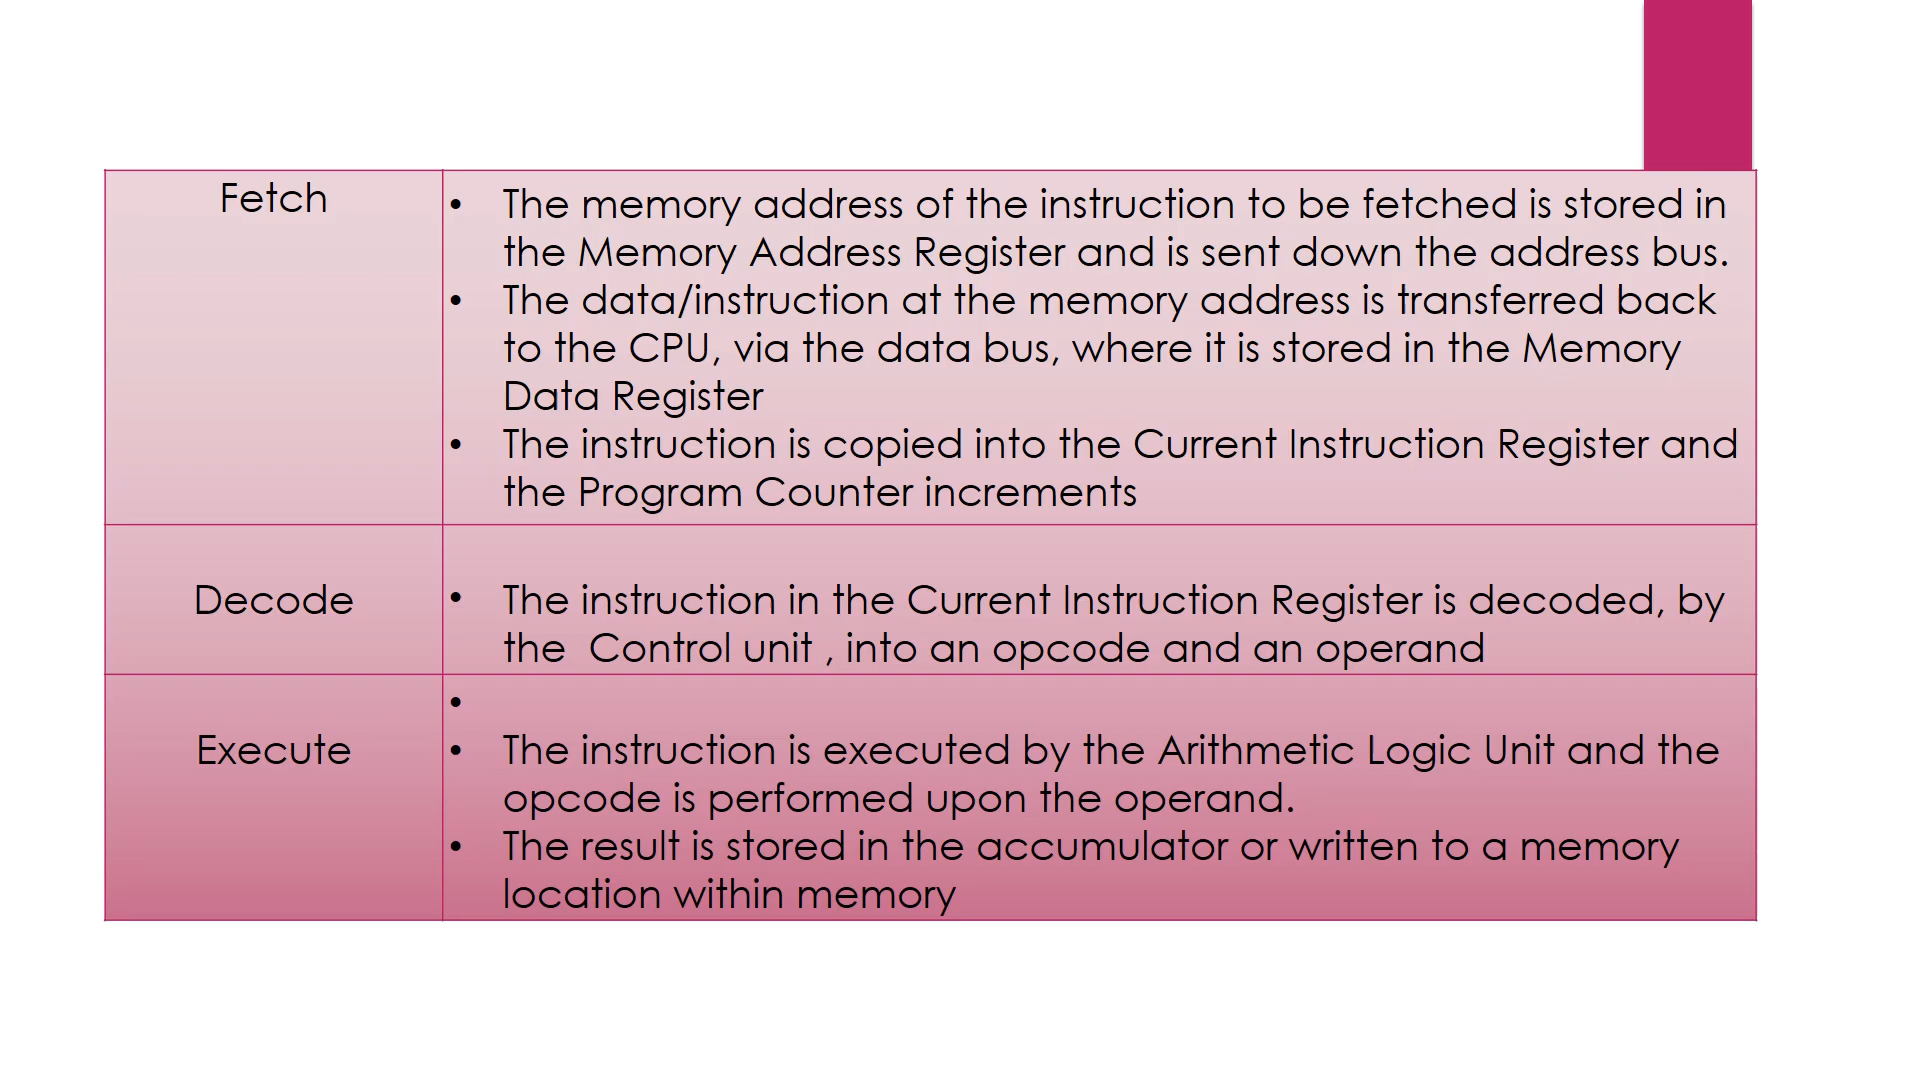 Fetch
• The memory address of the instruction to be fetched is stored in
the Memory Address Register and is sent down the address bus.
• The data/instruction at the memory address is transferred back
to the CPU, via the data bus, where it is stored in the Memory
Data Register
• The instruction is copied into the Current Instruction Register and
the Program Counter increments
Decode
• The instruction in the Current Instruction Register is decoded, by
the  Control unit , into an opcode and an operand
Execute
•
• The instruction is executed by the Arithmetic Logic Unit and the
opcode is performed upon the operand.
• The result is stored in the accumulator or written to a memory
location within memory